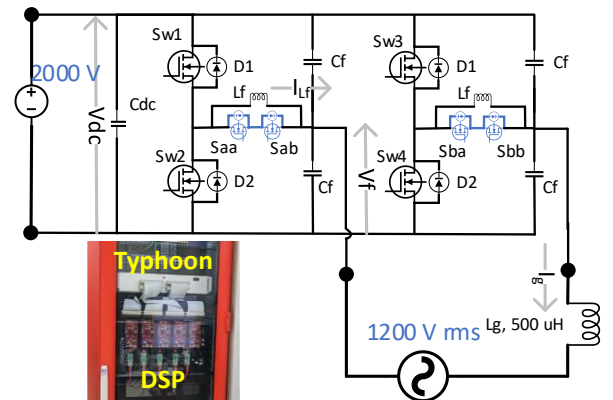 Sw1
D1
Cf
Sw3
D1
Cf
2000 V
Lf
I Lf
Lf
Vdc
Cdc
Saa
Sab
Sba
Sbb
Sw2
D2
Cf
Vf
Sw4
D2
Cf
Typhoon
DSP
Ig
Lg, 500 uH
1200 V rms